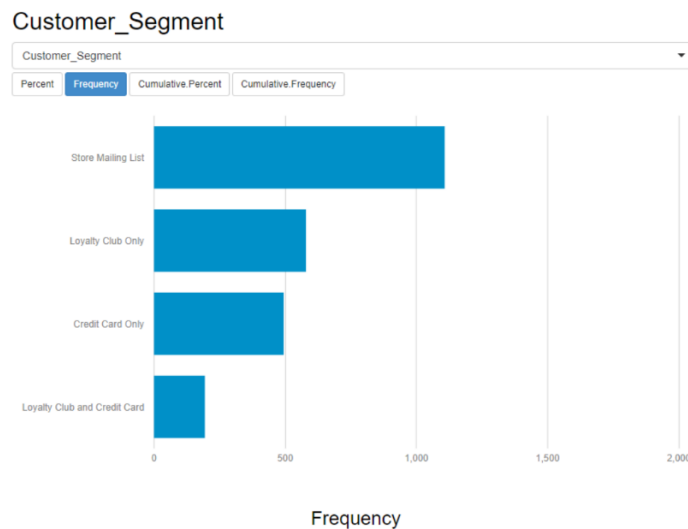 Customer_Segment
Customer_Segment
Percent Frequency Cumulative.Percent Cumulative.Frequency
Store Mailing List
Loyalty Club Only
Credit Card Only
Loyalty Club and Credit Card
0 500 1,000 1,500 2,000
Frequency